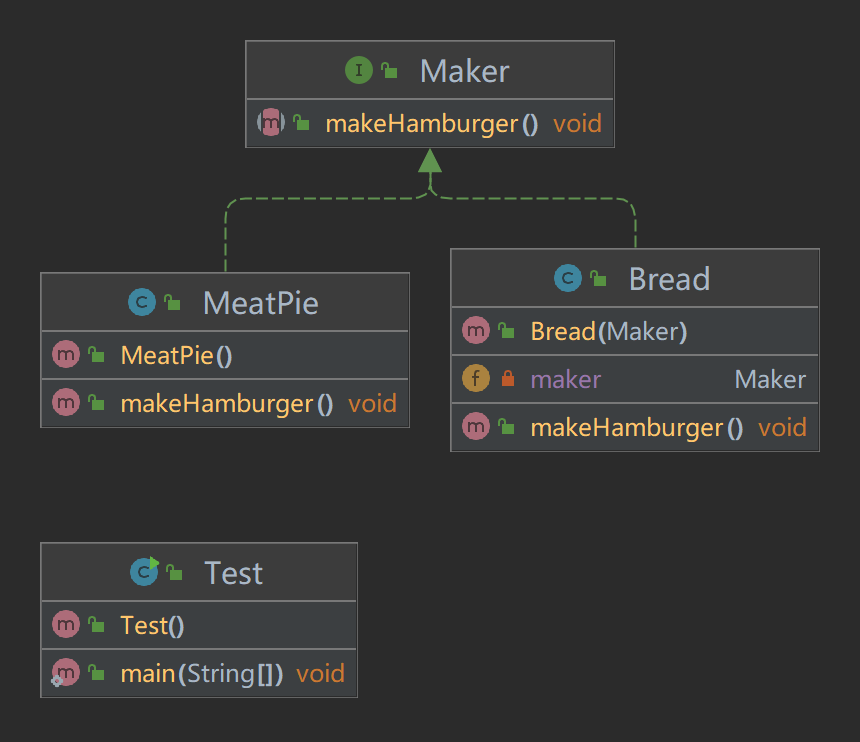 I Maker
m makeHamburger() void
C MeatPie
m MeatPie()
m makeHamburger() void
C Bread
m Bread(Maker)
f maker Maker
m makeHamburger() void
C Test
m Test()
m main(String[]) void